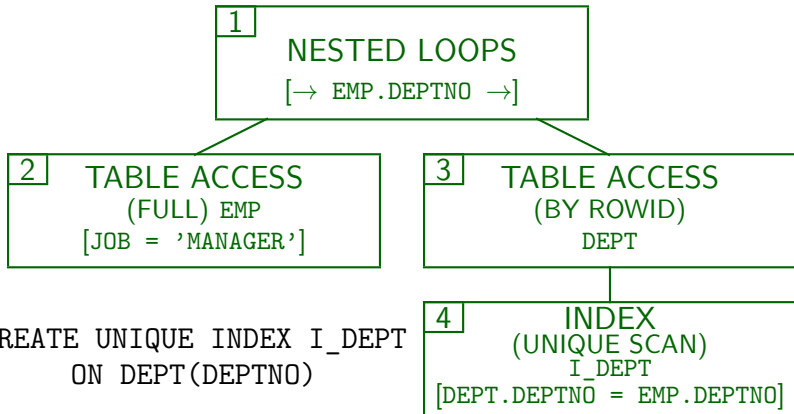 1
NESTED LOOPS
[→ EMP.DEPTNO →]
2
TABLE ACCESS
(FULL) EMP
[JOB = ’MANAGER’]
3
TABLE ACCESS
(BY ROWID)
DEPT
REATE UNIQUE INDEX I_DEPT
ON DEPT(DEPTNO)
4
INDEX
(UNIQUE SCAN)
I_DEPT
[DEPT.DEPTNO = EMP.DEPTNO]